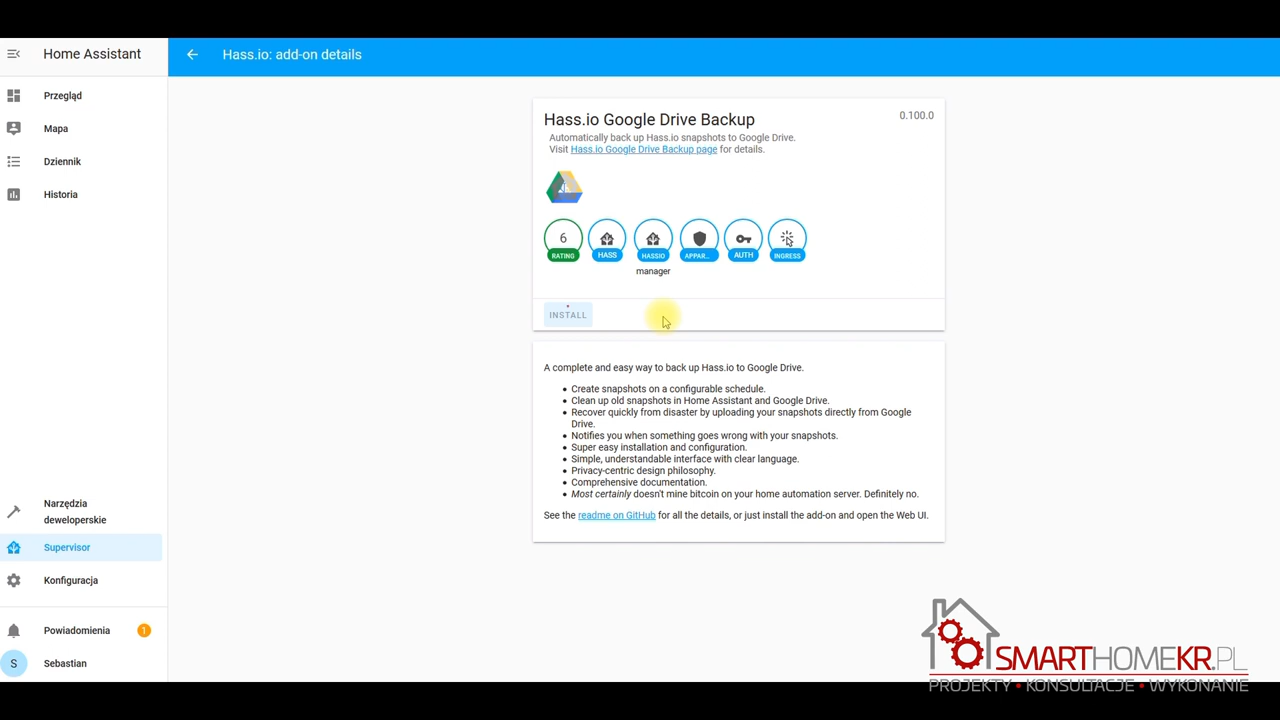 Home Assistant
Hass.io: add-on details
Przegląd
Mapa
Dziennik
Historia
Narzędzia
deweloperskie
Supervisor
Konfiguracja
Powiadomienia 1
S Sebastian
Hass.io Google Drive Backup 0.100.0
Automatically back up Hass.io snapshots to Google Drive.
Visit Hass.io Google Drive Backup page for details.
6
RATING HASS HASSIO APPAR... AUTH INGRESS
manager
INSTALL
A complete and easy way to back up Hass.io to Google Drive.
• Create snapshots on a configurable schedule.
• Clean up old snapshots in Home Assistant and Google Drive.
• Recover quickly from disaster by uploading your snapshots directly from Google
Drive.
• Notifies you when something goes wrong with your snapshots.
• Super easy installation and configuration.
• Simple, understandable interface with clear language.
• Privacy-centric design philosophy.
• Comprehensive documentation.
• Most certainly doesn't mine bitcoin on your home automation server. Definitely no.
See the readme on GitHub for all the details, or just install the add-on and open the Web UI.
SMARTHOMEKR.PL
PROJEKTY • KONSULTACJE • WYKONANIE